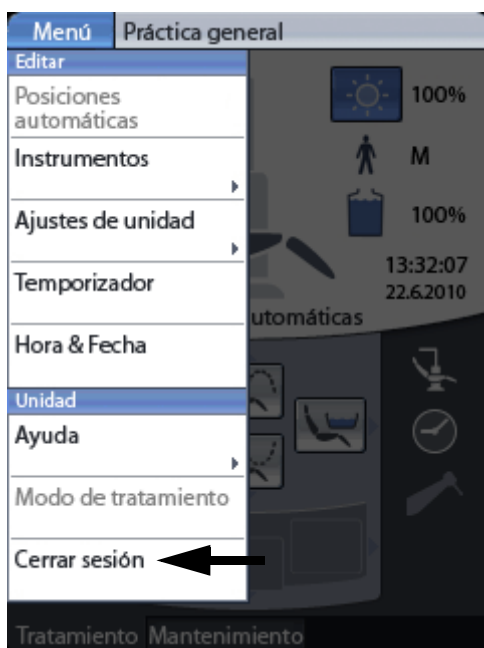 Menú Práctica general
Editar
Posiciones
automáticas
Instrumentos
Ajustes de unidad
Temporizador
Hora & Fecha
Unidad
Ayuda
Modo de tratamiento
Cerrar sesión
100%
M
100%
13:32:07
22.6.2010
utomáticas
Tratamiento Mantenimiento